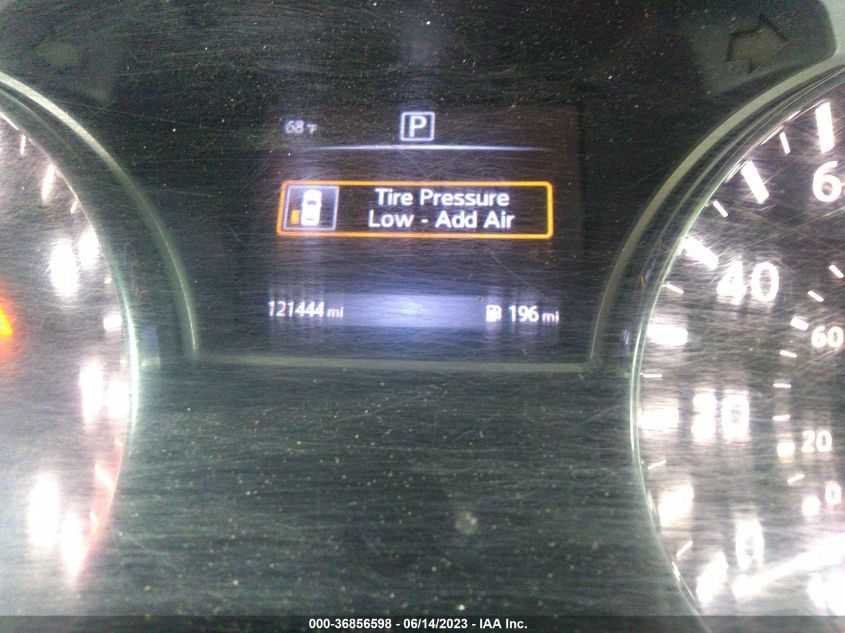 68 °F
P
Tire Pressure
Low - Add Air
121444 mi
196 mi
6
40
60
20
20
0
0
000-36856598 - 06/14/2023 - IAA Inc.